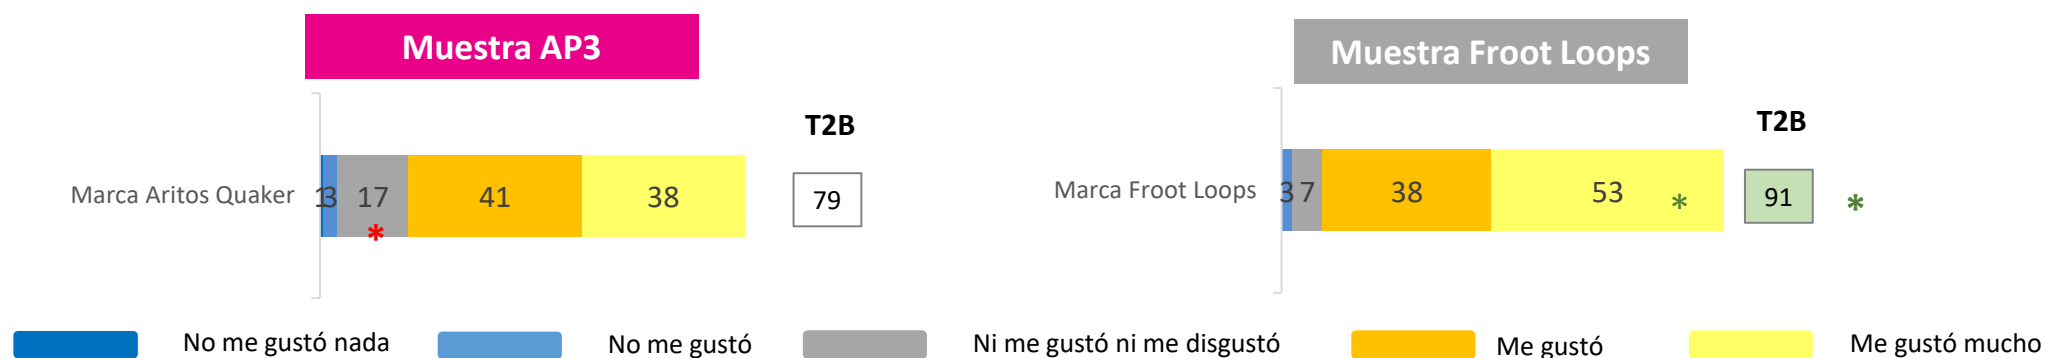 Muestra AP3
Muestra Froot Loops
T2B
T2B
Marca Aritos Quaker 1 3 17 41 38 79
*
Marca Froot Loops 3 7 38 53 * 91 *
No me gustó nada No me gustó Ni me gustó ni me disgustó Me gustó Me gustó mucho